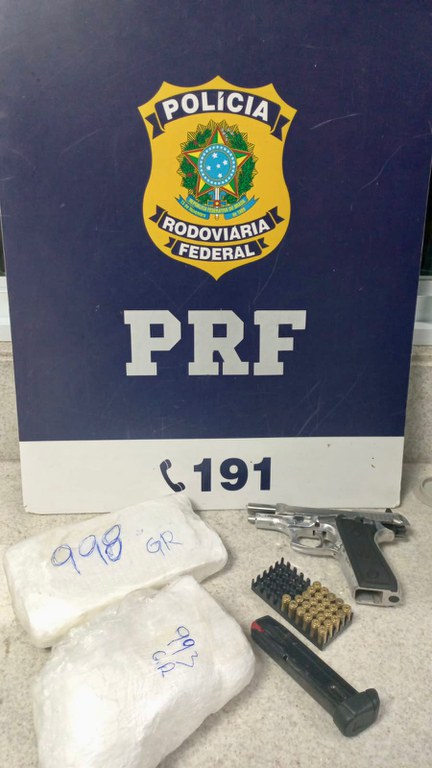 POLÍCIA
RODOVIÁRIA
FEDERAL
PRF
191
998 GR
993
GR